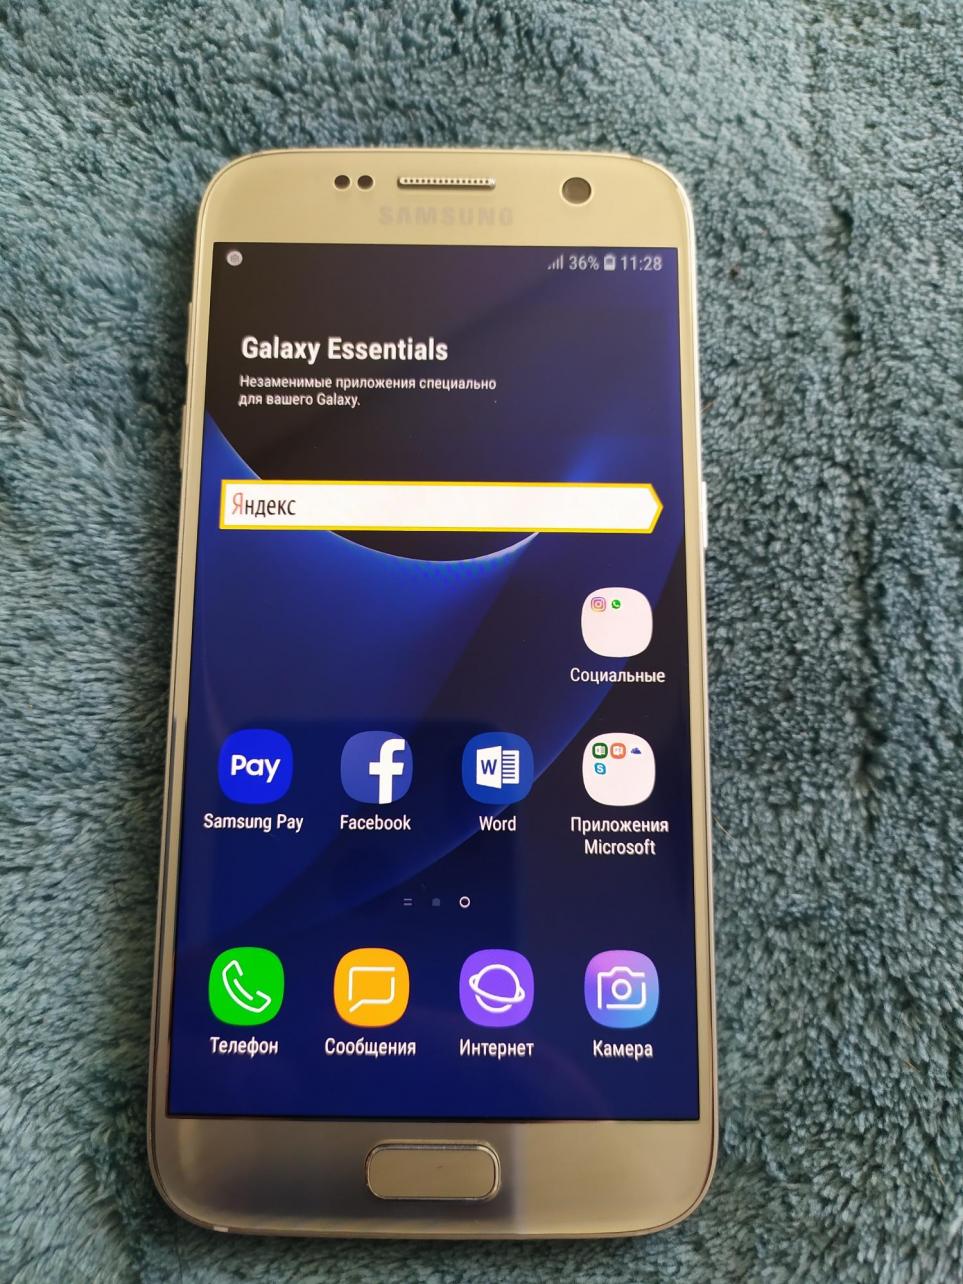 SAMSUNG
36% 11:28
Galaxy Essentials
Незаменимые приложения специально
для вашего Galaxy.
Яндекс
Социальные
Pay
W
Samsung Pay
Facebook
Word
Приложения
Microsoft
Телефон
Сообщения
Интернет
Камера